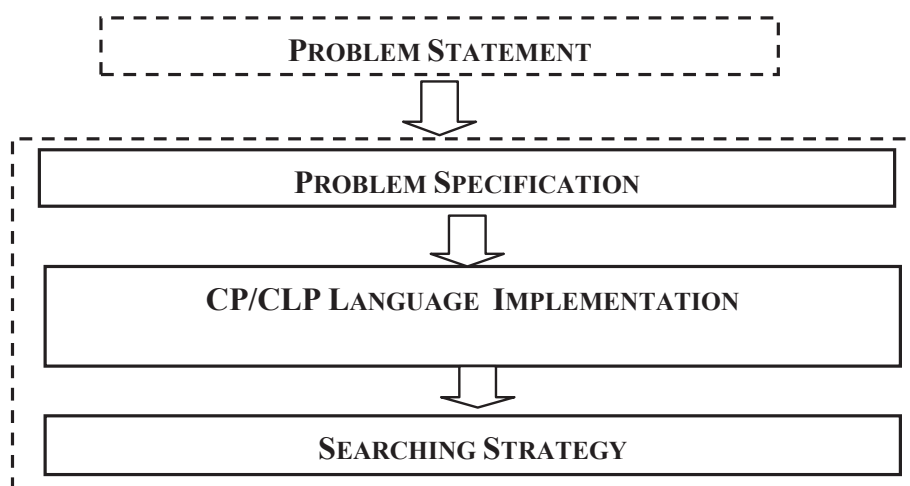 PROBLEM STATEMENT
PROBLEM SPECIFICATION
CP/CLP LANGUAGE IMPLEMENTATION
SEARCHING STRATEGY